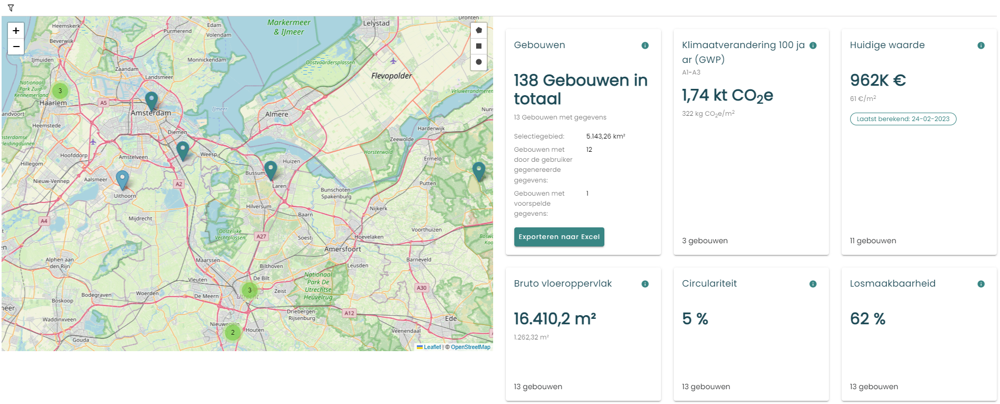 +
−
Heemskerk
Edam
Markermeer
& IJmeer
Lelystad
Dronten
Beverwijk
Purmerend
Volendam
IJmuiden
Monnickendam
Oostvaardersplassen
Zaandam
Landsmeer
Flevopolder
Nationaal
Park Zuid-
Kennemerland
3
Veluwerandmeren
Haarlem
A5
Amsterdam
IJmeer
Almere
andvoort
Heemstede
Diemen
Harderwijk
nsterdamse
rleidingduinen
Zeewolde
Hoofddorp
Amstelveen
Weesp
Horsterwold
Ermelo
Hillegom
Huizen
Nieuw-Vennep
Aalsmeer
Bussum
A2
Laren
Putten
Uithoorn
Bunschoten-
Spakenburg
Hilversum
Nijkerk
A4
Mijdrecht
Baarn
Oostelijke
Vechtplassen
A27
Soest
Hoevelaken
Voorthuizen
Bosw
Koo
en
Amersfoort
Alphen aan
den Rijn
Maarssen
Bilthoven
Leusden
Barneveld
Vleuten
De Bilt
Nationaal
Park De
Utrechtse
Heuvelrug
A30
Bodegraven
Woerden
De Meern
3
Utrecht
Zeist
Boskoop
meer
Driebergen-
Rijsenburg
A12
Waddinxveen
Nieuwegein
Ede
Gouda
2
Houten
Veenendaal
A
Leaflet | © OpenStreetMap
Gebouwen
138 Gebouwen in
totaal
13 Gebouwen met gegevens
Selectiegebied: 5.143,26 km²
Gebouwen met 12
door de gebruiker
gegenereerde
gegevens:
Gebouwen met 1
voorspelde
gegevens:
Exporteren naar Excel
Klimaatverandering 100 ja
ar (GWP)
A1-A3
1,74 kt CO₂e
322 kg CO₂e/m²
3 gebouwen
Huidige waarde
962K €
61 €/m²
Laatst berekend: 24-02-2023
11 gebouwen
Bruto vloeroppervlak
16.410,2 m²
1.262,32 m²
13 gebouwen
Circulariteit
5 %
13 gebouwen
Losmaakbaarheid
62 %
13 gebouwen